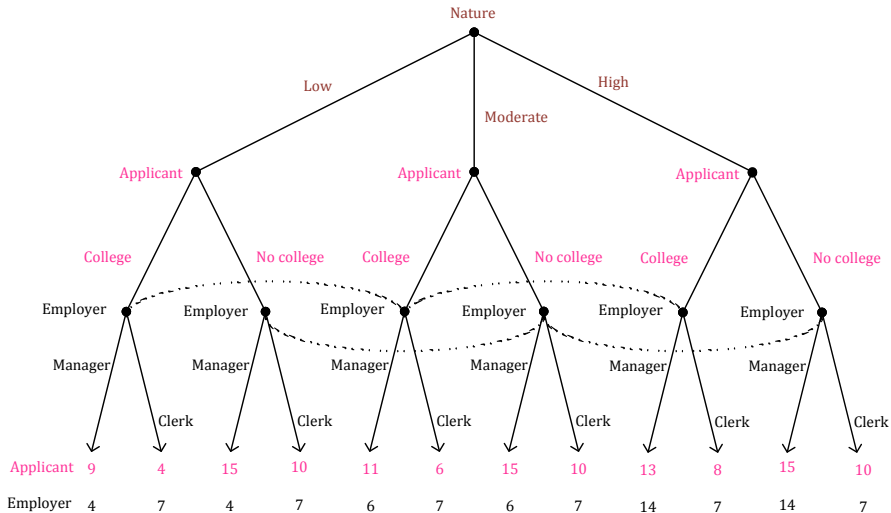 Nature
Low
High
Moderate
Applicant Applicant Applicant
College No college College No college College No college
Employer Employer Employer Employer Employer Employer
Manager Manager Manager Manager Manager Manager
Clerk Clerk Clerk Clerk Clerk Clerk
Applicant 9 4 15 10 11 6 15 10 13 8 15 10
Employer 4 7 4 7 6 7 6 7 14 7 14 7